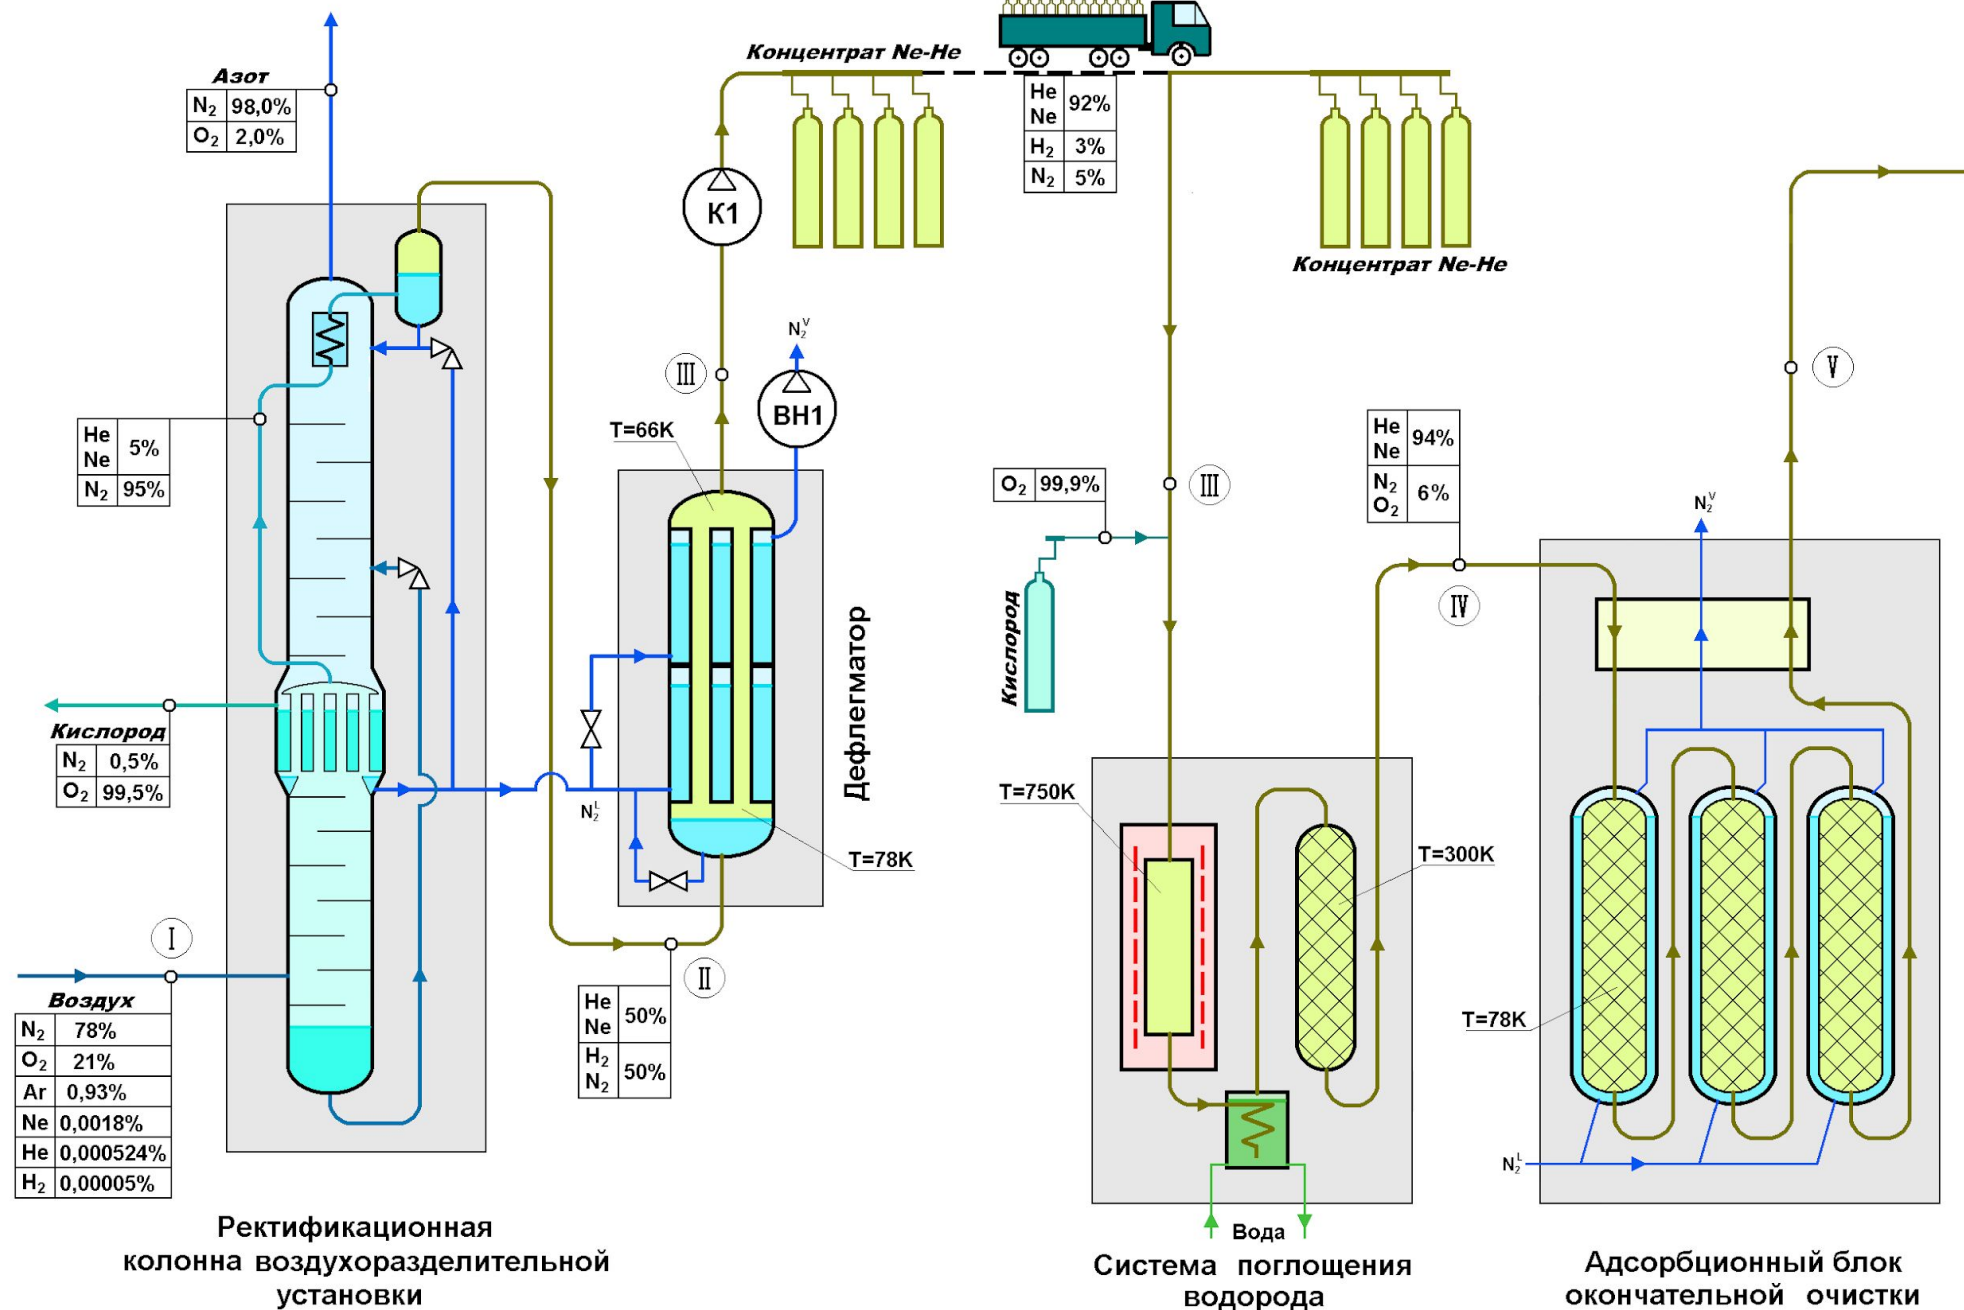 Азот
N2 98,0%
O2 2,0%
Концентрат Ne-He
He
Ne 92%
H2 3%
N2 5%
Концентрат Ne-He
K1
III
N2V
BH1
T=66K
He
Ne 5%
N2 95%
Кислород
N2 0,5%
O2 99,5%
N2L
T=78K
Дефлегматор
I
Воздух
N2 78%
O2 21%
Ar 0,93%
Ne 0,0018%
He 0,000524%
H2 0,00005%
II
He
Ne 50%
H2
N2 50%
Ректификационная
колонна воздухоразделительной
установки
O2 99,9%
III
Кислород
T=750K
T=300K
Вода
Система поглощения
водорода
He
Ne 94%
N2
O2 6%
IV
V
N2V
T=78K
N2L
Адсорбционный блок
окончательной очистки